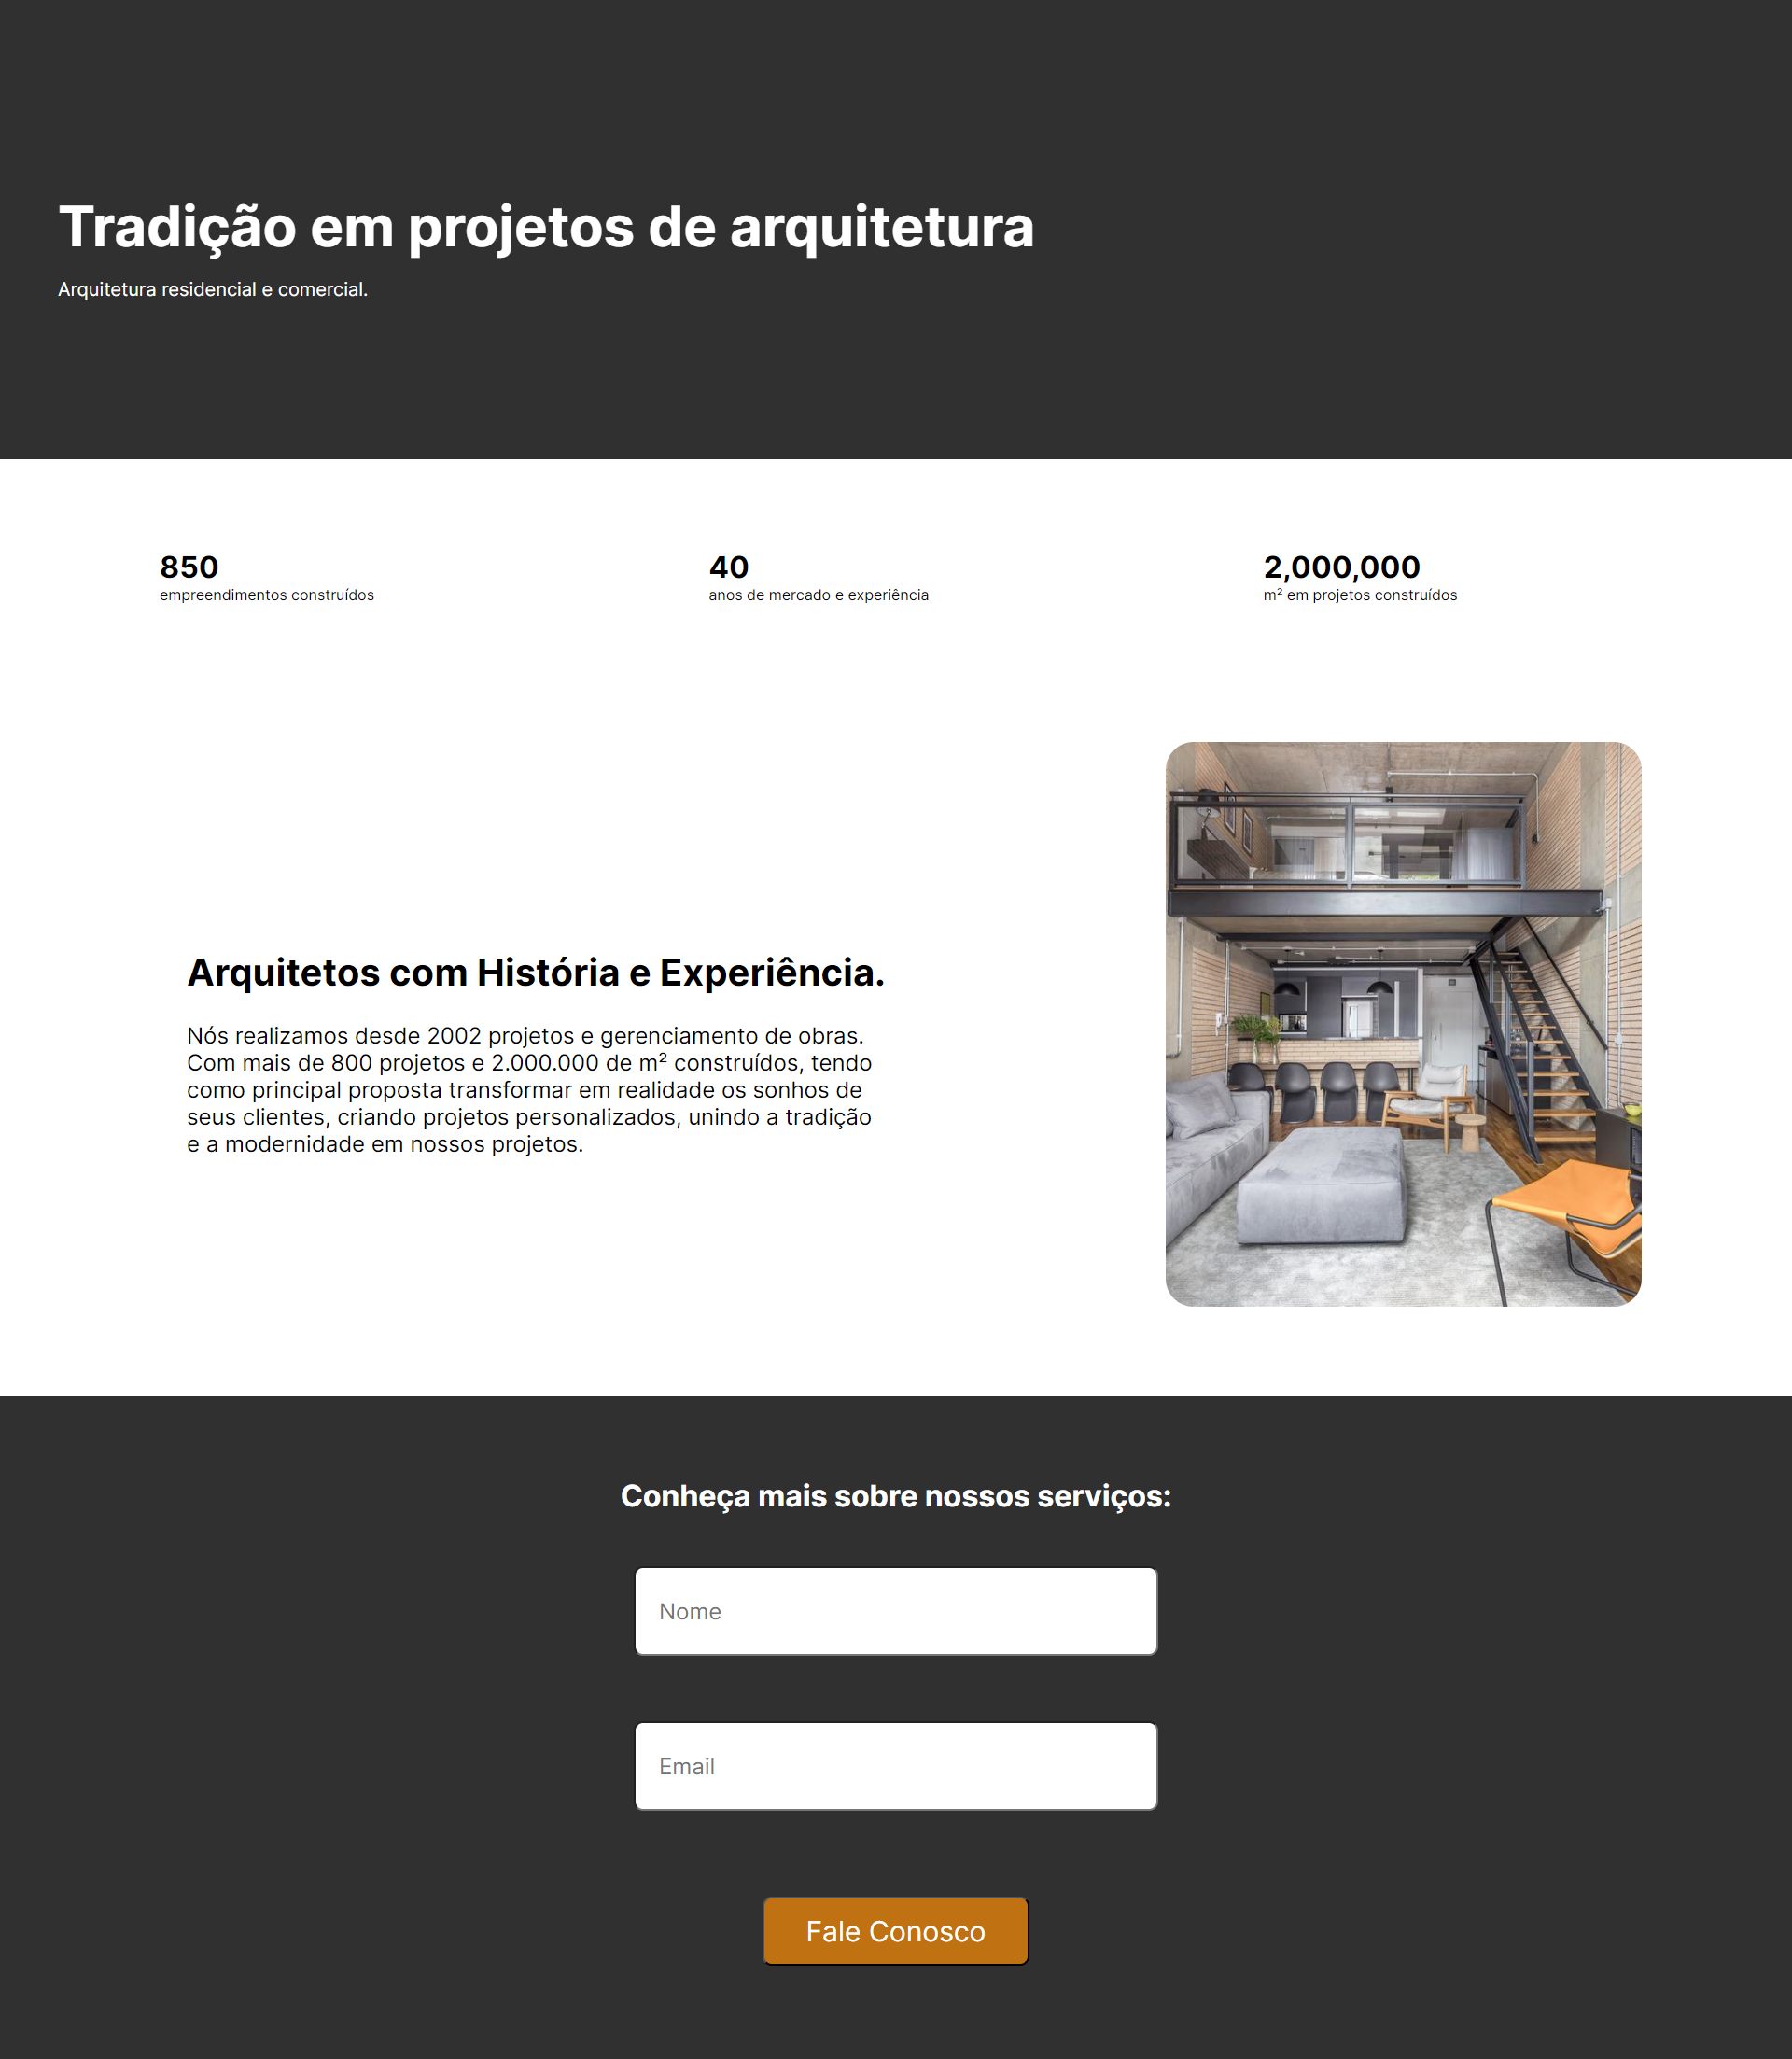 Tradição em projetos de arquitetura
Arquitetura residencial e comercial.
850
empreendimentos construídos
40
anos de mercado e experiência
2,000,000
m² em projetos construídos
Arquitetos com História e Experiência.
Nós realizamos desde 2002 projetos e gerenciamento de obras.
Com mais de 800 projetos e 2.000.000 de m² construídos, tendo
como principal proposta transformar em realidade os sonhos de
seus clientes, criando projetos personalizados, unindo a tradição
e a modernidade em nossos projetos.
Conheça mais sobre nossos serviços:
Nome
Email
Fale Conosco